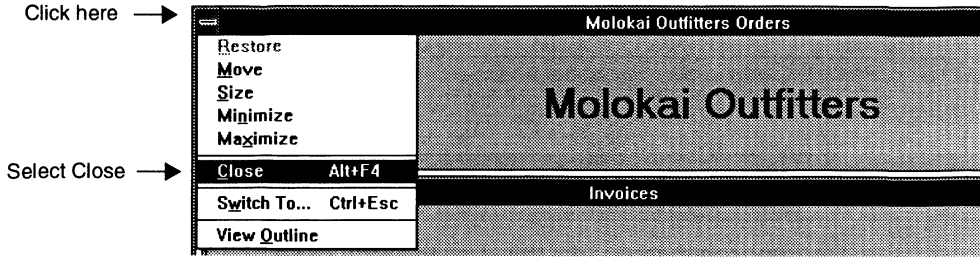 Click here
Molokai Outfitters Orders
Restore
Move
Size
Minimize
Maximize
Molokai Outfitters
Select Close
Close Alt+F4
Invoices
Switch To... Ctrl+Esc
View Outline